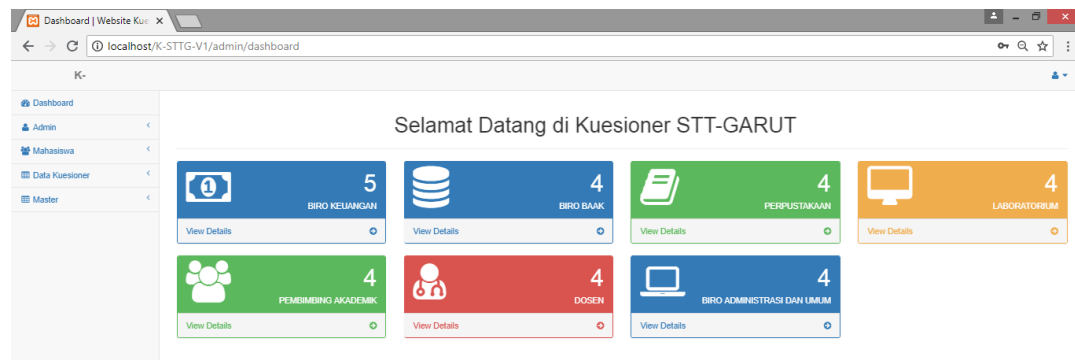 Dashboard | Website Kue
localhost/K-STTG-V1/admin/dashboard
K-
Dashboard
Admin
Mahasiswa
Data Kuesioner
Master
Selamat Datang di Kuesioner STT-GARUT
5
BIRO KEUANGAN
View Details
4
BIRO BAAK
View Details
4
PERPUSTAKAAN
View Details
4
LABORATORIUM
View Details
4
PEMBIMBING AKADEMIK
View Details
4
DOSEN
View Details
4
BIRO ADMINISTRASI DAN UMUM
View Details